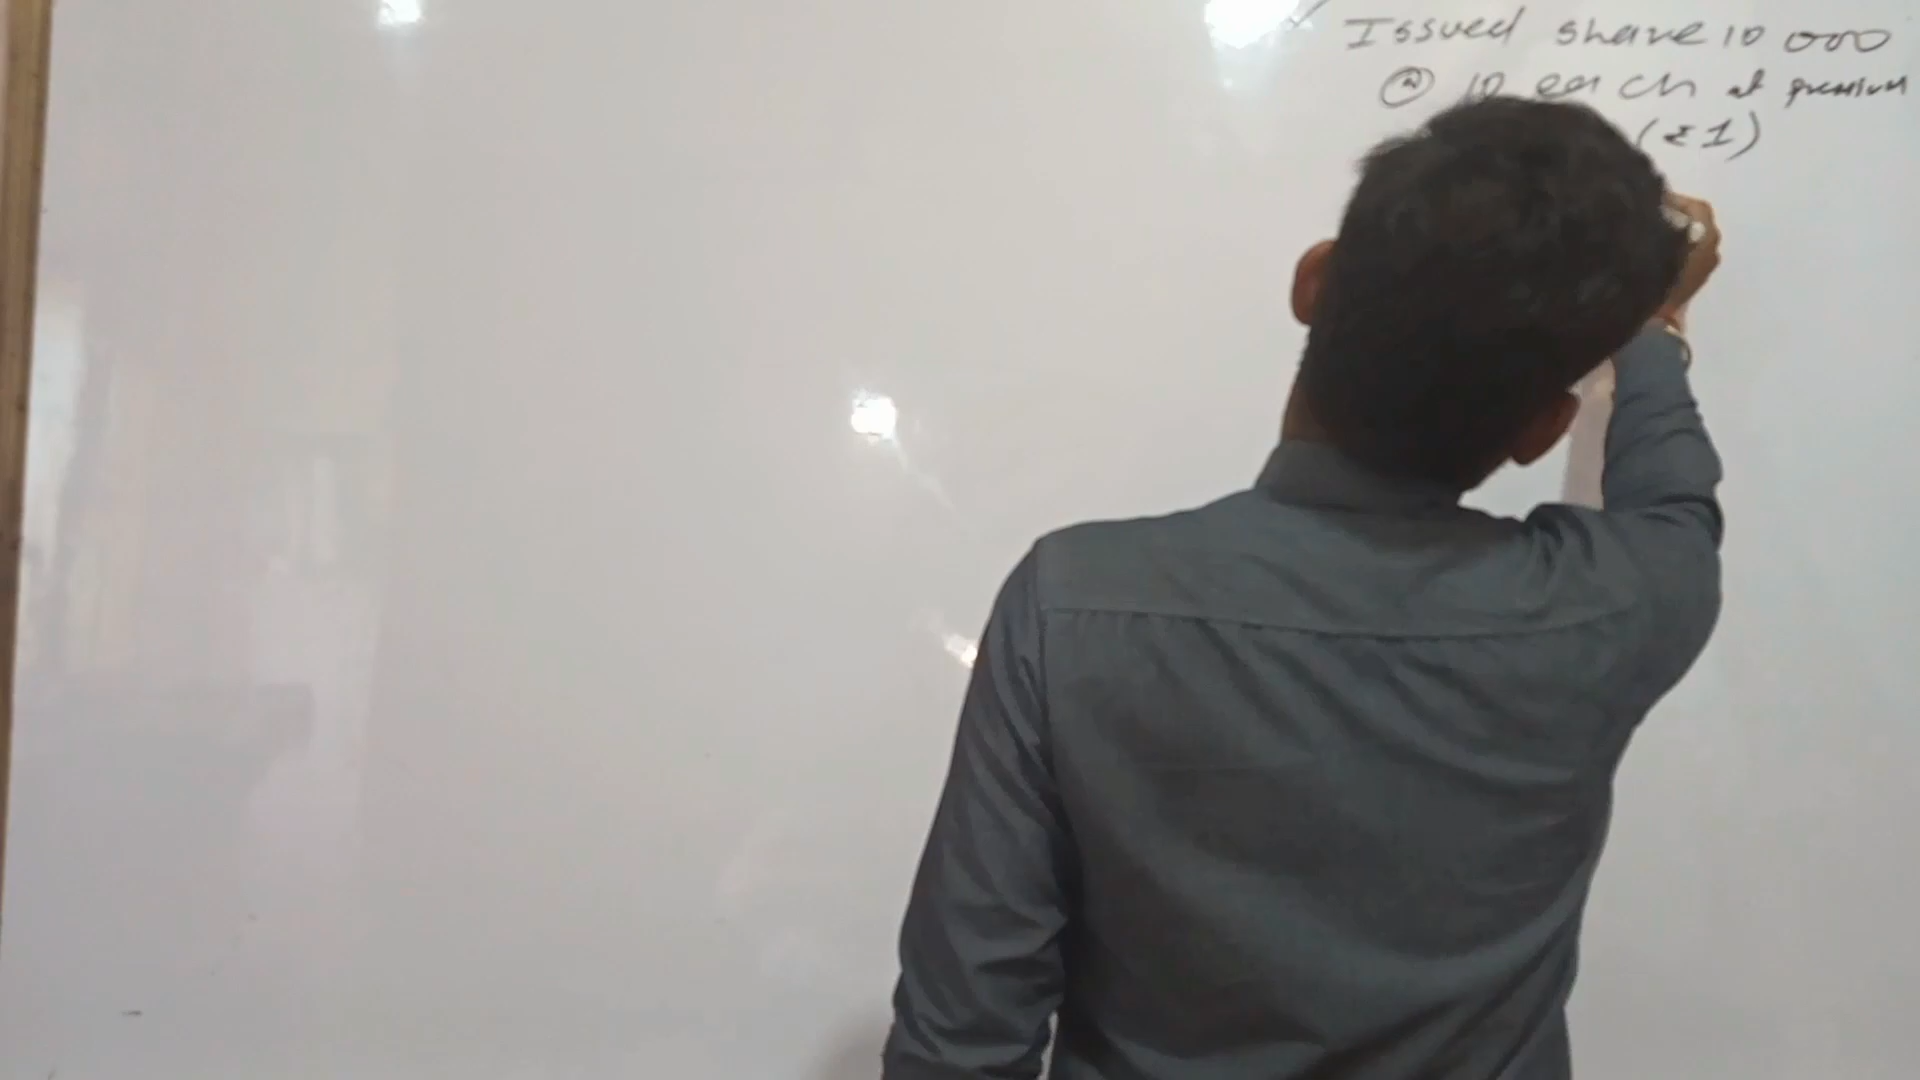 Issued share 10 000
@ 10 each at premium
(₹1)